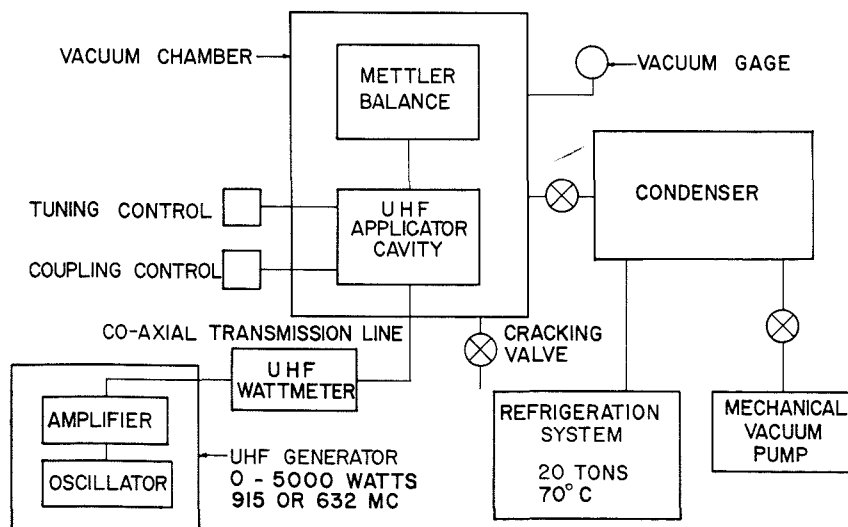 VACUUM CHAMBER
METTLER
BALANCE
VACUUM GAGE
CONDENSER
TUNING CONTROL
UHF
APPLICATOR
CAVITY
COUPLING CONTROL
CO-AXIAL TRANSMISSION LINE
CRACKING
VALVE
UHF
WATTMETER
AMPLIFIER
OSCILLATOR
UHF GENERATOR
0 - 5000 WATTS
915 OR 632 MC
REFRIGERATION
SYSTEM
20 TONS
70° C
MECHANICAL
VACUUM
PUMP